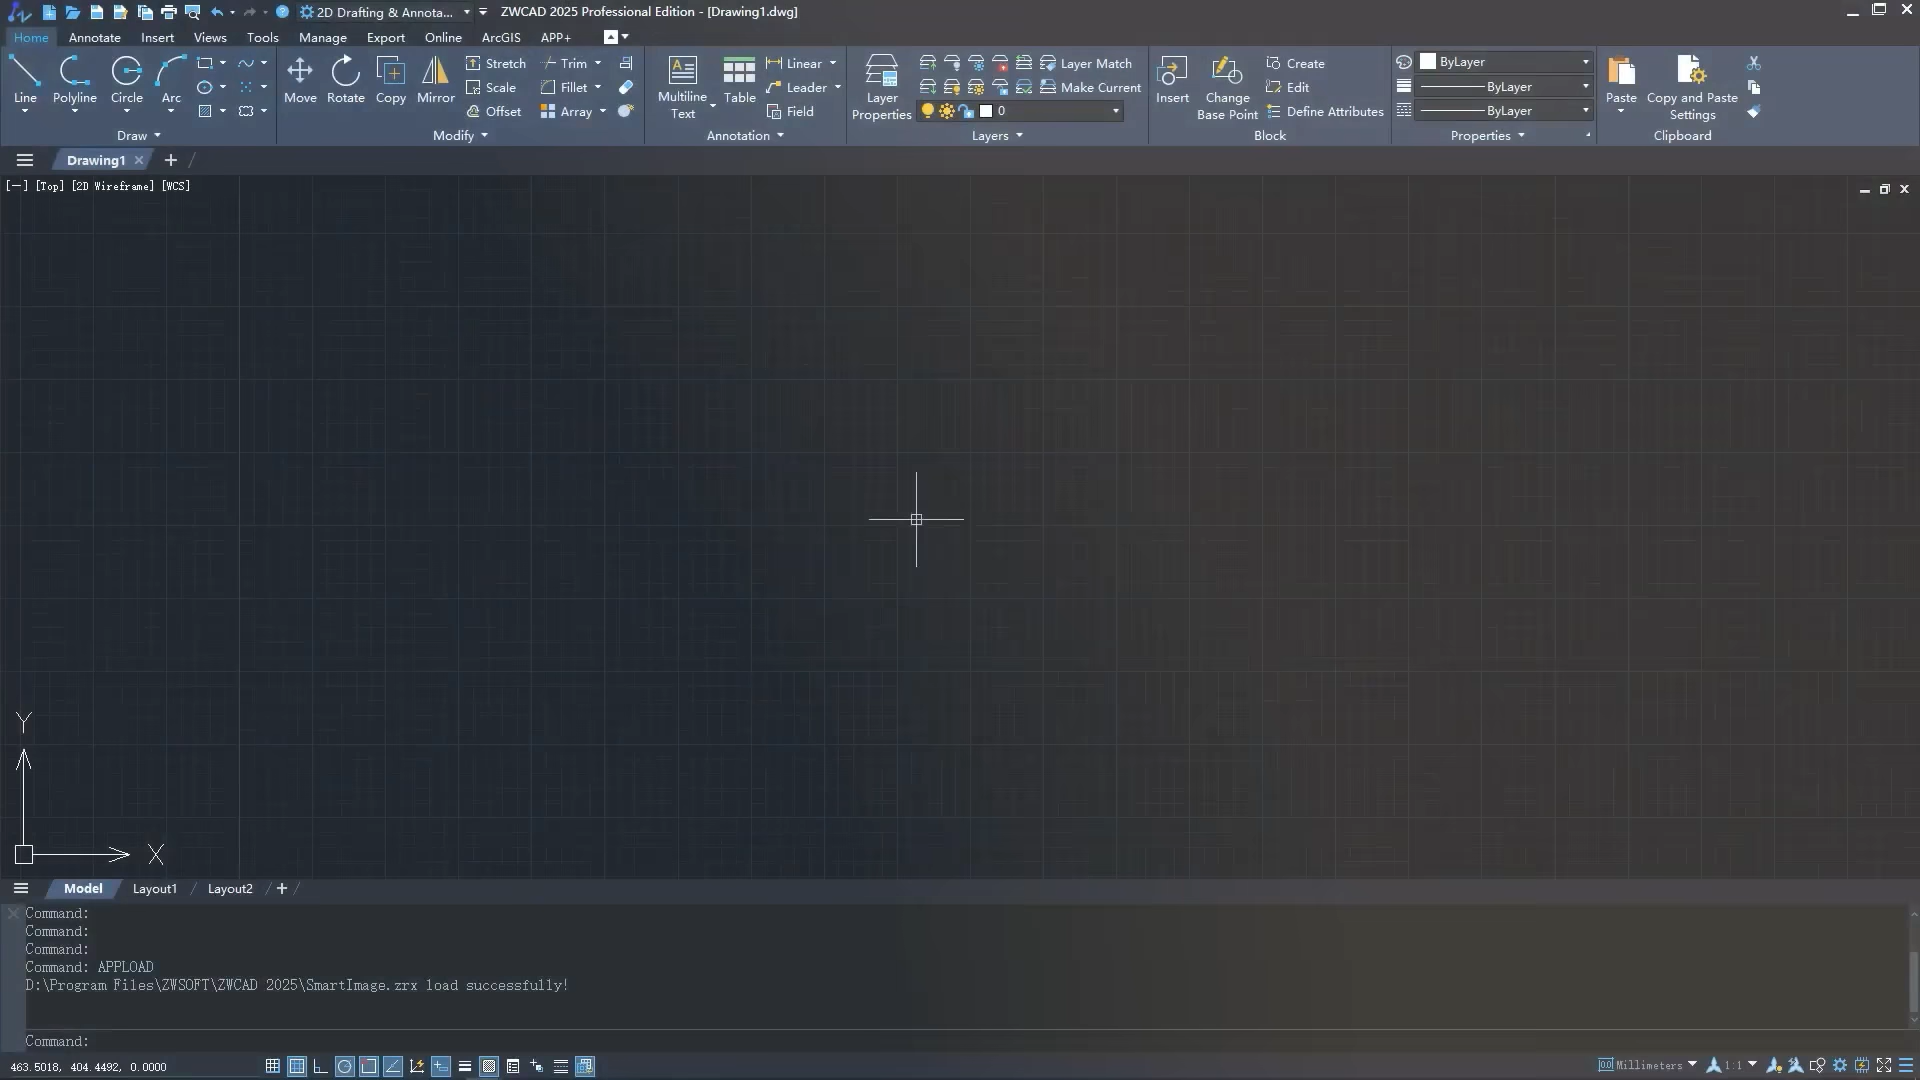 2D Drafting & Annota...
ZWCAD 2025 Professional Edition - [Drawing1.dwg]
Home Annotate Insert Views Tools Manage Export Online ArcGIS APP+
Line Polyline Circle Arc
Draw
Move Rotate Copy Mirror
Stretch Trim
Scale Fillet
Offset Array
Modify
Multiline Text
Table
Linear
Leader
Field
Annotation
Layer Properties
Layer Match
Make Current
0
Layers
Insert
Change Base Point
Create
Edit
Define Attributes
Block
ByLayer
ByLayer
ByLayer
Properties
Paste
Copy and Paste Settings
Clipboard
Drawing1
[-] [Top] [2D Wireframe] [WCS]
Y
X
Model Layout1 Layout2
Command:
Command:
Command:
Command: APPLOAD
D:\Program Files\ZWSOFT\ZWCAD 2025\SmartImage.zrx load successfully!
Command:
463.5018, 404.4492, 0.0000
Millimeters
1:1